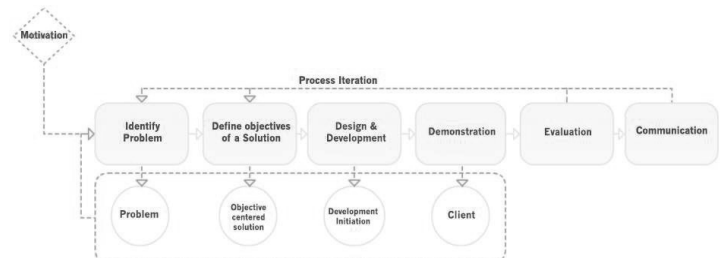 Motivation
Process Iteration
Identify
Problem
Define objectives
of a Solution
Design &
Development
Demonstration
Evaluation
Communication
Problem
Objective
centered
solution
Development
Initiation
Client